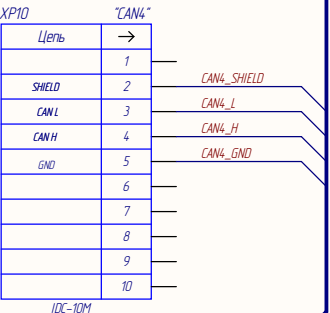 XP10 "CAN4"
Цепь →
1
SHIELD 2 CAN4_SHIELD
CAN L 3 CAN4_L
CAN H 4 CAN4_H
GND 5 CAN4_GND
6
7
8
9
10
IDC-10M